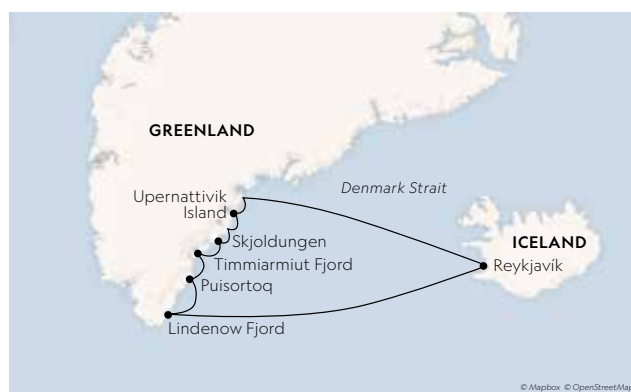 GREENLAND
Upernattivik
Island
Denmark Strait
Skjoldungen
ICELAND
Timmiarmiut Fjord
Reykjavík
Puisortoq
Lindenow Fjord
© Mapbox © OpenStreetMap